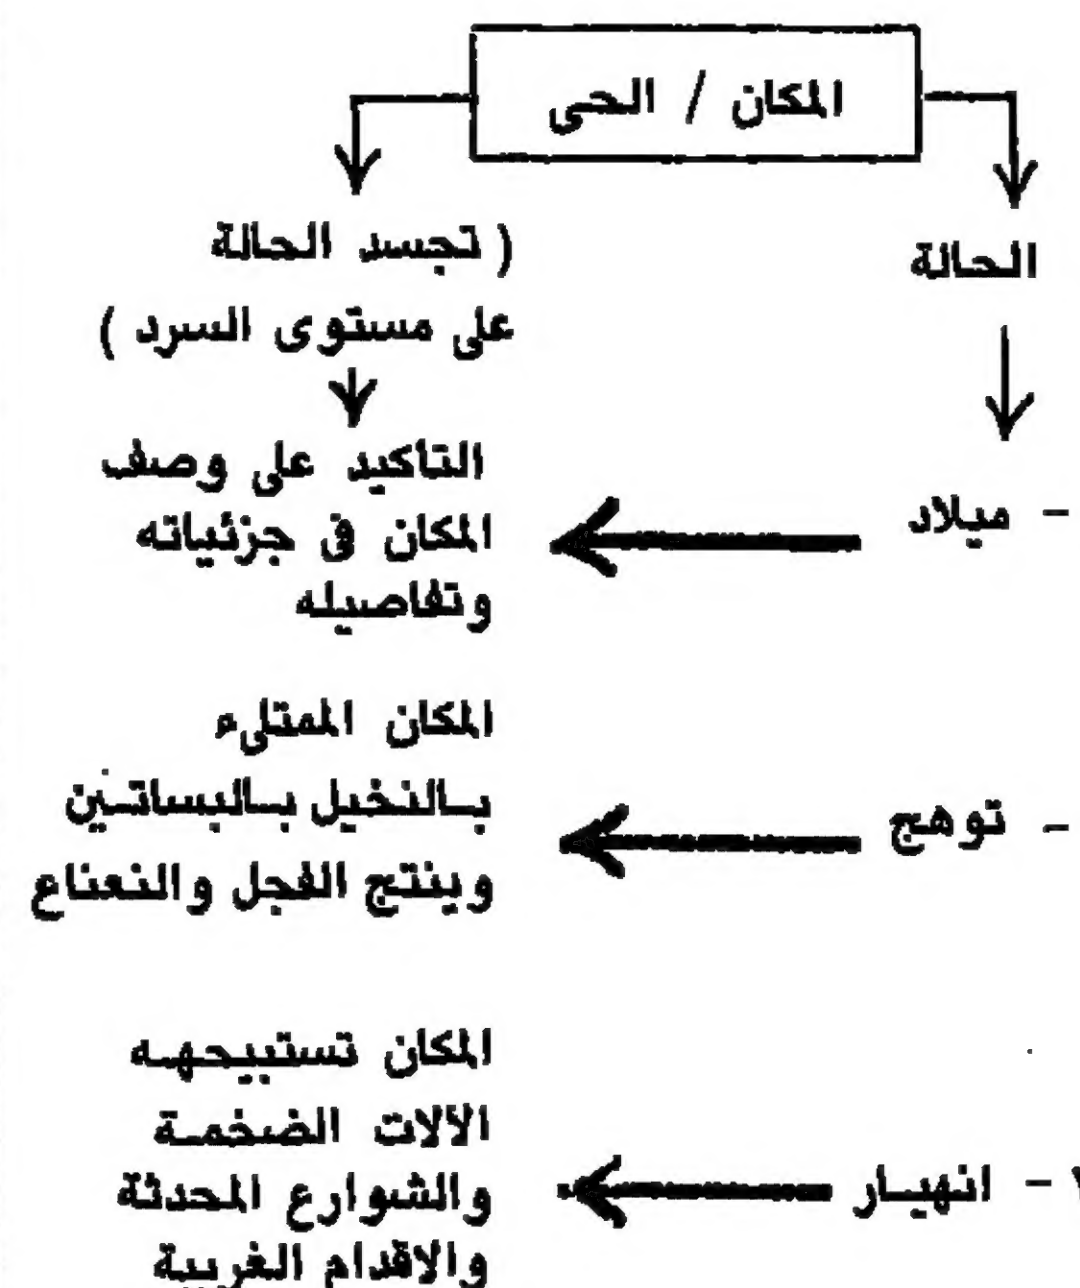 المكان / الحى
الحالة
( تجسد الحالة
على مستوى السرد )
- ميلاد
التاكيد على وصف
المكان فى جزئياته
وتفاصيله
- توهج
المكان الممتلىء
بالنخيل بالبساتين
وينتج الفجل والنعناع
- انهيار
المكان تستبيحه
الآلات الضخمة
والشوارع المحدثة
والاقدام الغريبة